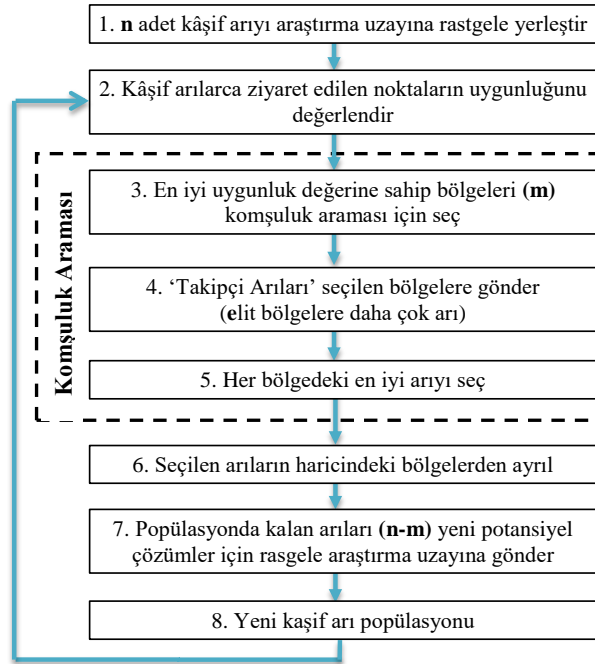 1. n adet kâşif arıyı araştırma uzayına rastgele yerleştir
2. Kâşif arılarca ziyaret edilen noktaların uygunluğunu
değerlendir
Komşuluk Araması
3. En iyi uygunluk değerine sahip bölgeleri (m)
komşuluk araması için seç
4. ‘Takipçi Arıları’ seçilen bölgelere gönder
(elit bölgelere daha çok arı)
5. Her bölgedeki en iyi arıyı seç
6. Seçilen arıların haricindeki bölgelerden ayrıl
7. Popülasyonda kalan arıları (n-m) yeni potansiyel
çözümler için rasgele araştırma uzayına gönder
8. Yeni kaşif arı popülasyonu